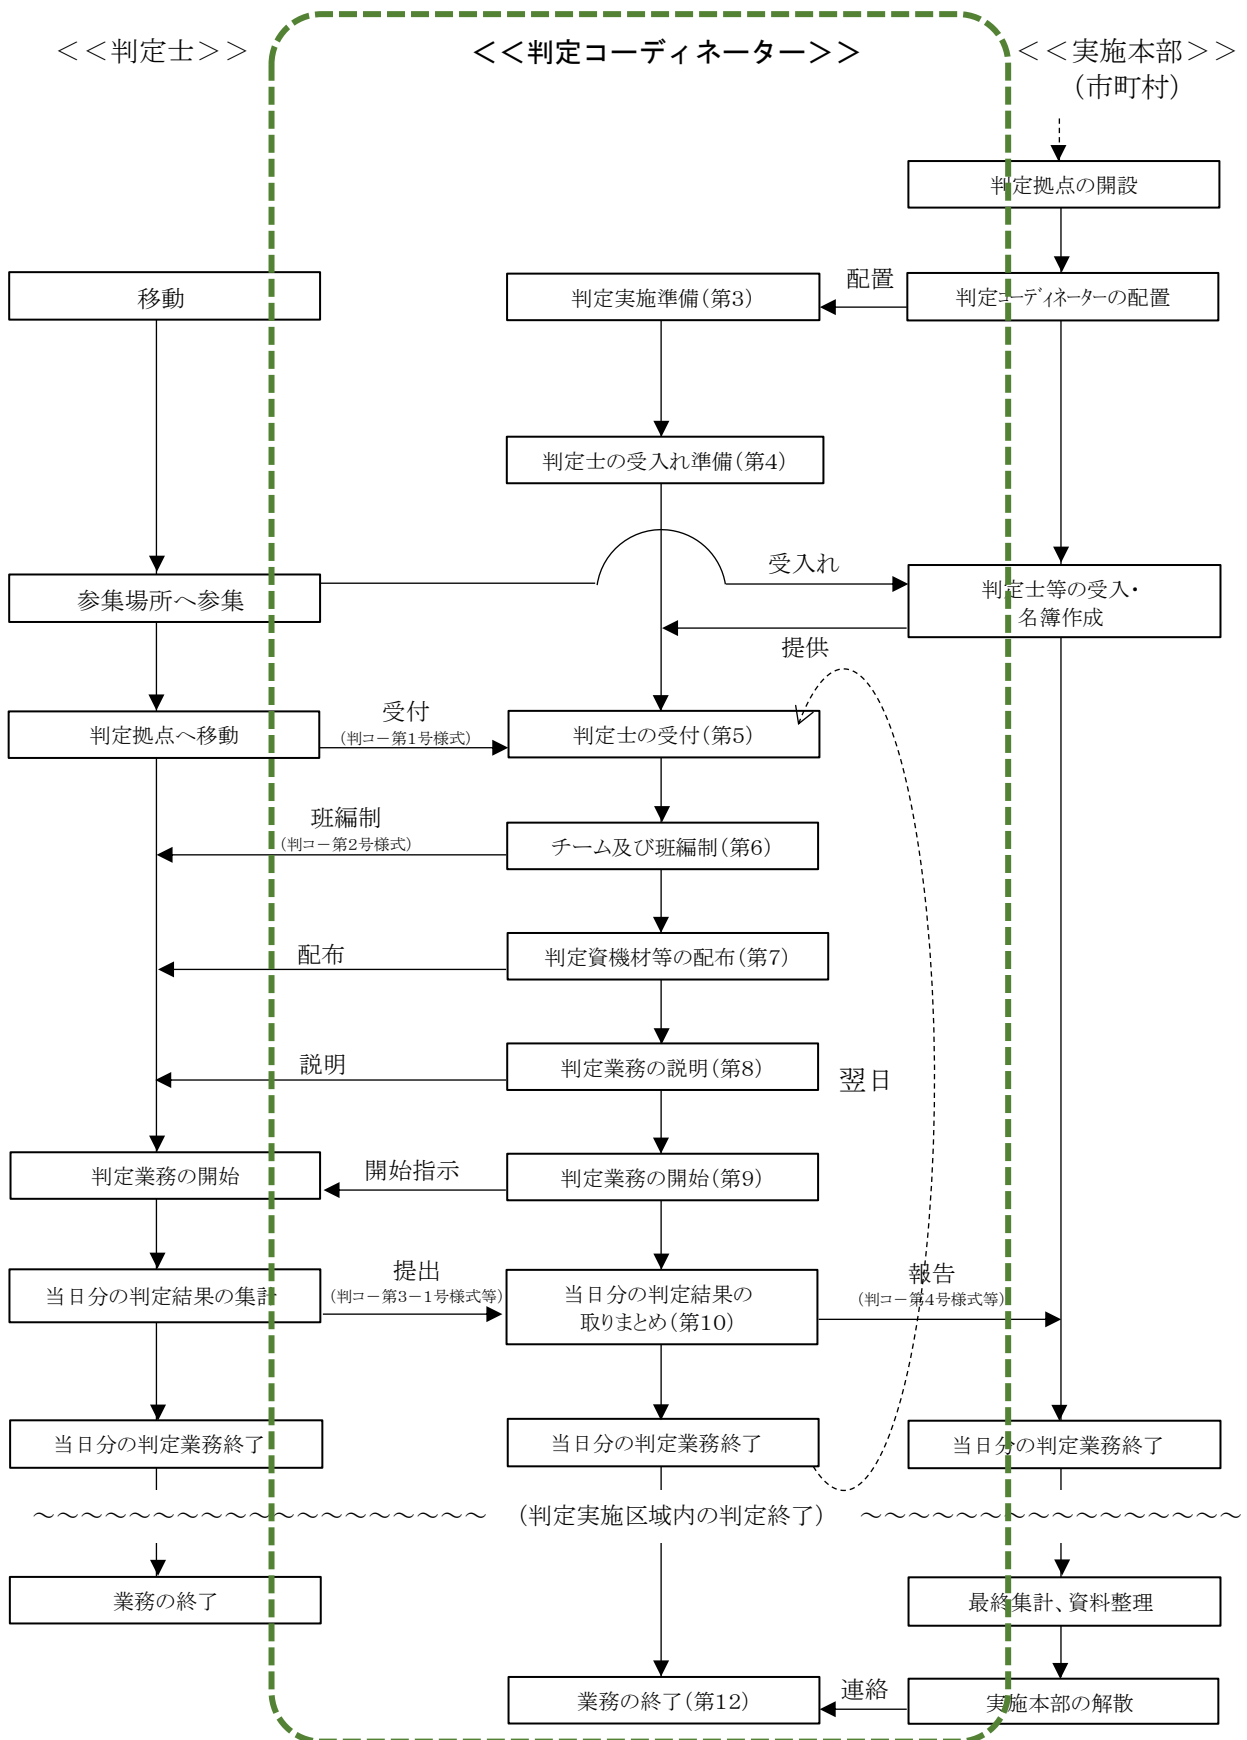 ＜＜判定士＞＞
＜＜判定コーディネーター＞＞
＜＜実施本部＞＞
（市町村）
判定拠点の開設
移動
判定実施準備（第３）
配置
判定コーディネーターの配置
判定士の受入れ準備（第４）
参集場所へ参集
受入れ
判定士等の受入・
名簿作成
提供
判定拠点へ移動
受付
（判コ－第１号様式）
判定士の受付（第５）
班編制
（判コ－第２号様式）
チーム及び班編制（第６）
配布
判定資機材等の配布（第７）
説明
判定業務の説明（第８）
翌日
判定業務の開始
開始指示
判定業務の開始（第９）
当日分の判定結果の集計
提出
（判コ－第３－１号様式等）
当日分の判定結果の
取りまとめ（第１０）
報告
（判コ－第４号様式等）
当日分の判定業務終了
当日分の判定業務終了
当日分の判定業務終了
～～～～～～～～～～～～～～～～～～～ （判定実施区域内の判定終了） ～～～～～～～～～～～～～～～～
業務の終了
最終集計、資料整理
業務の終了（第１２）
連絡
実施本部の解散